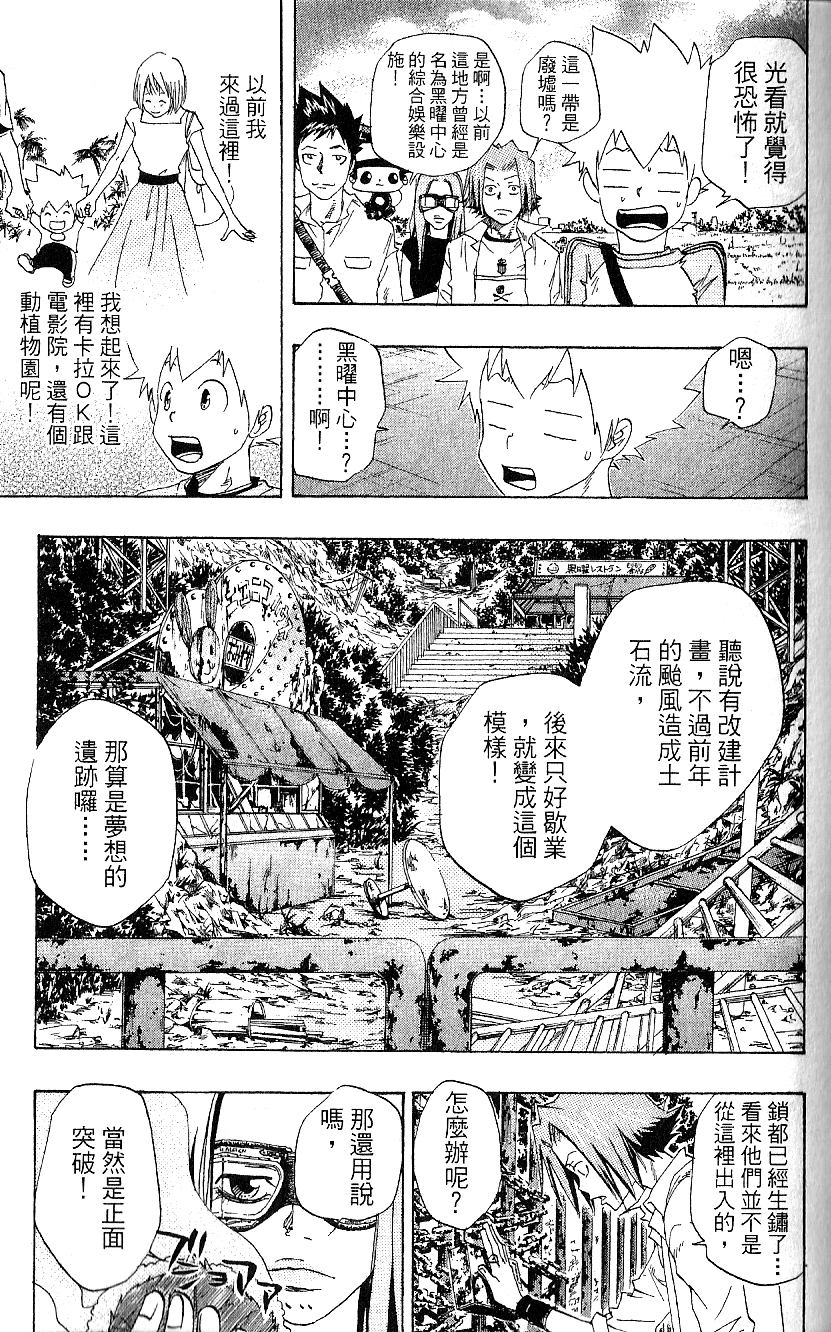 光看就覺得
很恐怖了！
這一帶是
廢墟嗎？
是啊…以前
這地方曾經是
名為黑曜中心
的綜合娛樂設
施！
嗯…？
黑曜中心…？
………啊！
以前我
來過這裡！
我想起來了！這
裡有卡拉OK跟
電影院，還有個
動植物園呢！
黒曜レストラン
聽說有改建計
畫，不過前年
的颱風造成土
石流，
後來只好歇業
，就變成這個
模樣！
那算是夢想的
遺跡囉……
鎖都已經生鏽了…
看來他們並不是
從這裡出入的，
怎麼辦呢？
那還用說
嗎，
當然是正面
突破！